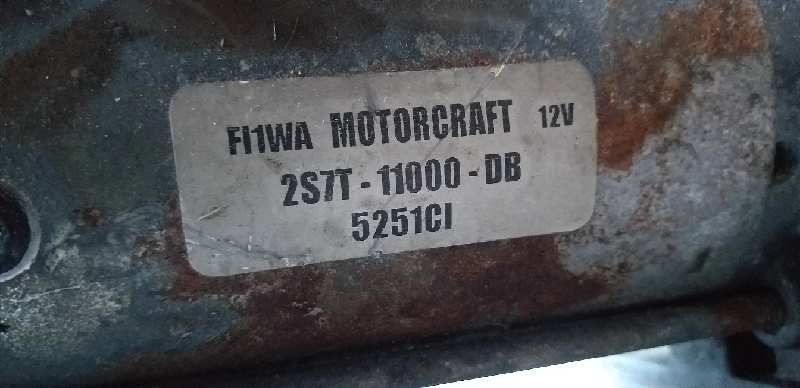 FI1WA MOTORCRAFT 12V
2S7T - 11000 - DB
5251CI